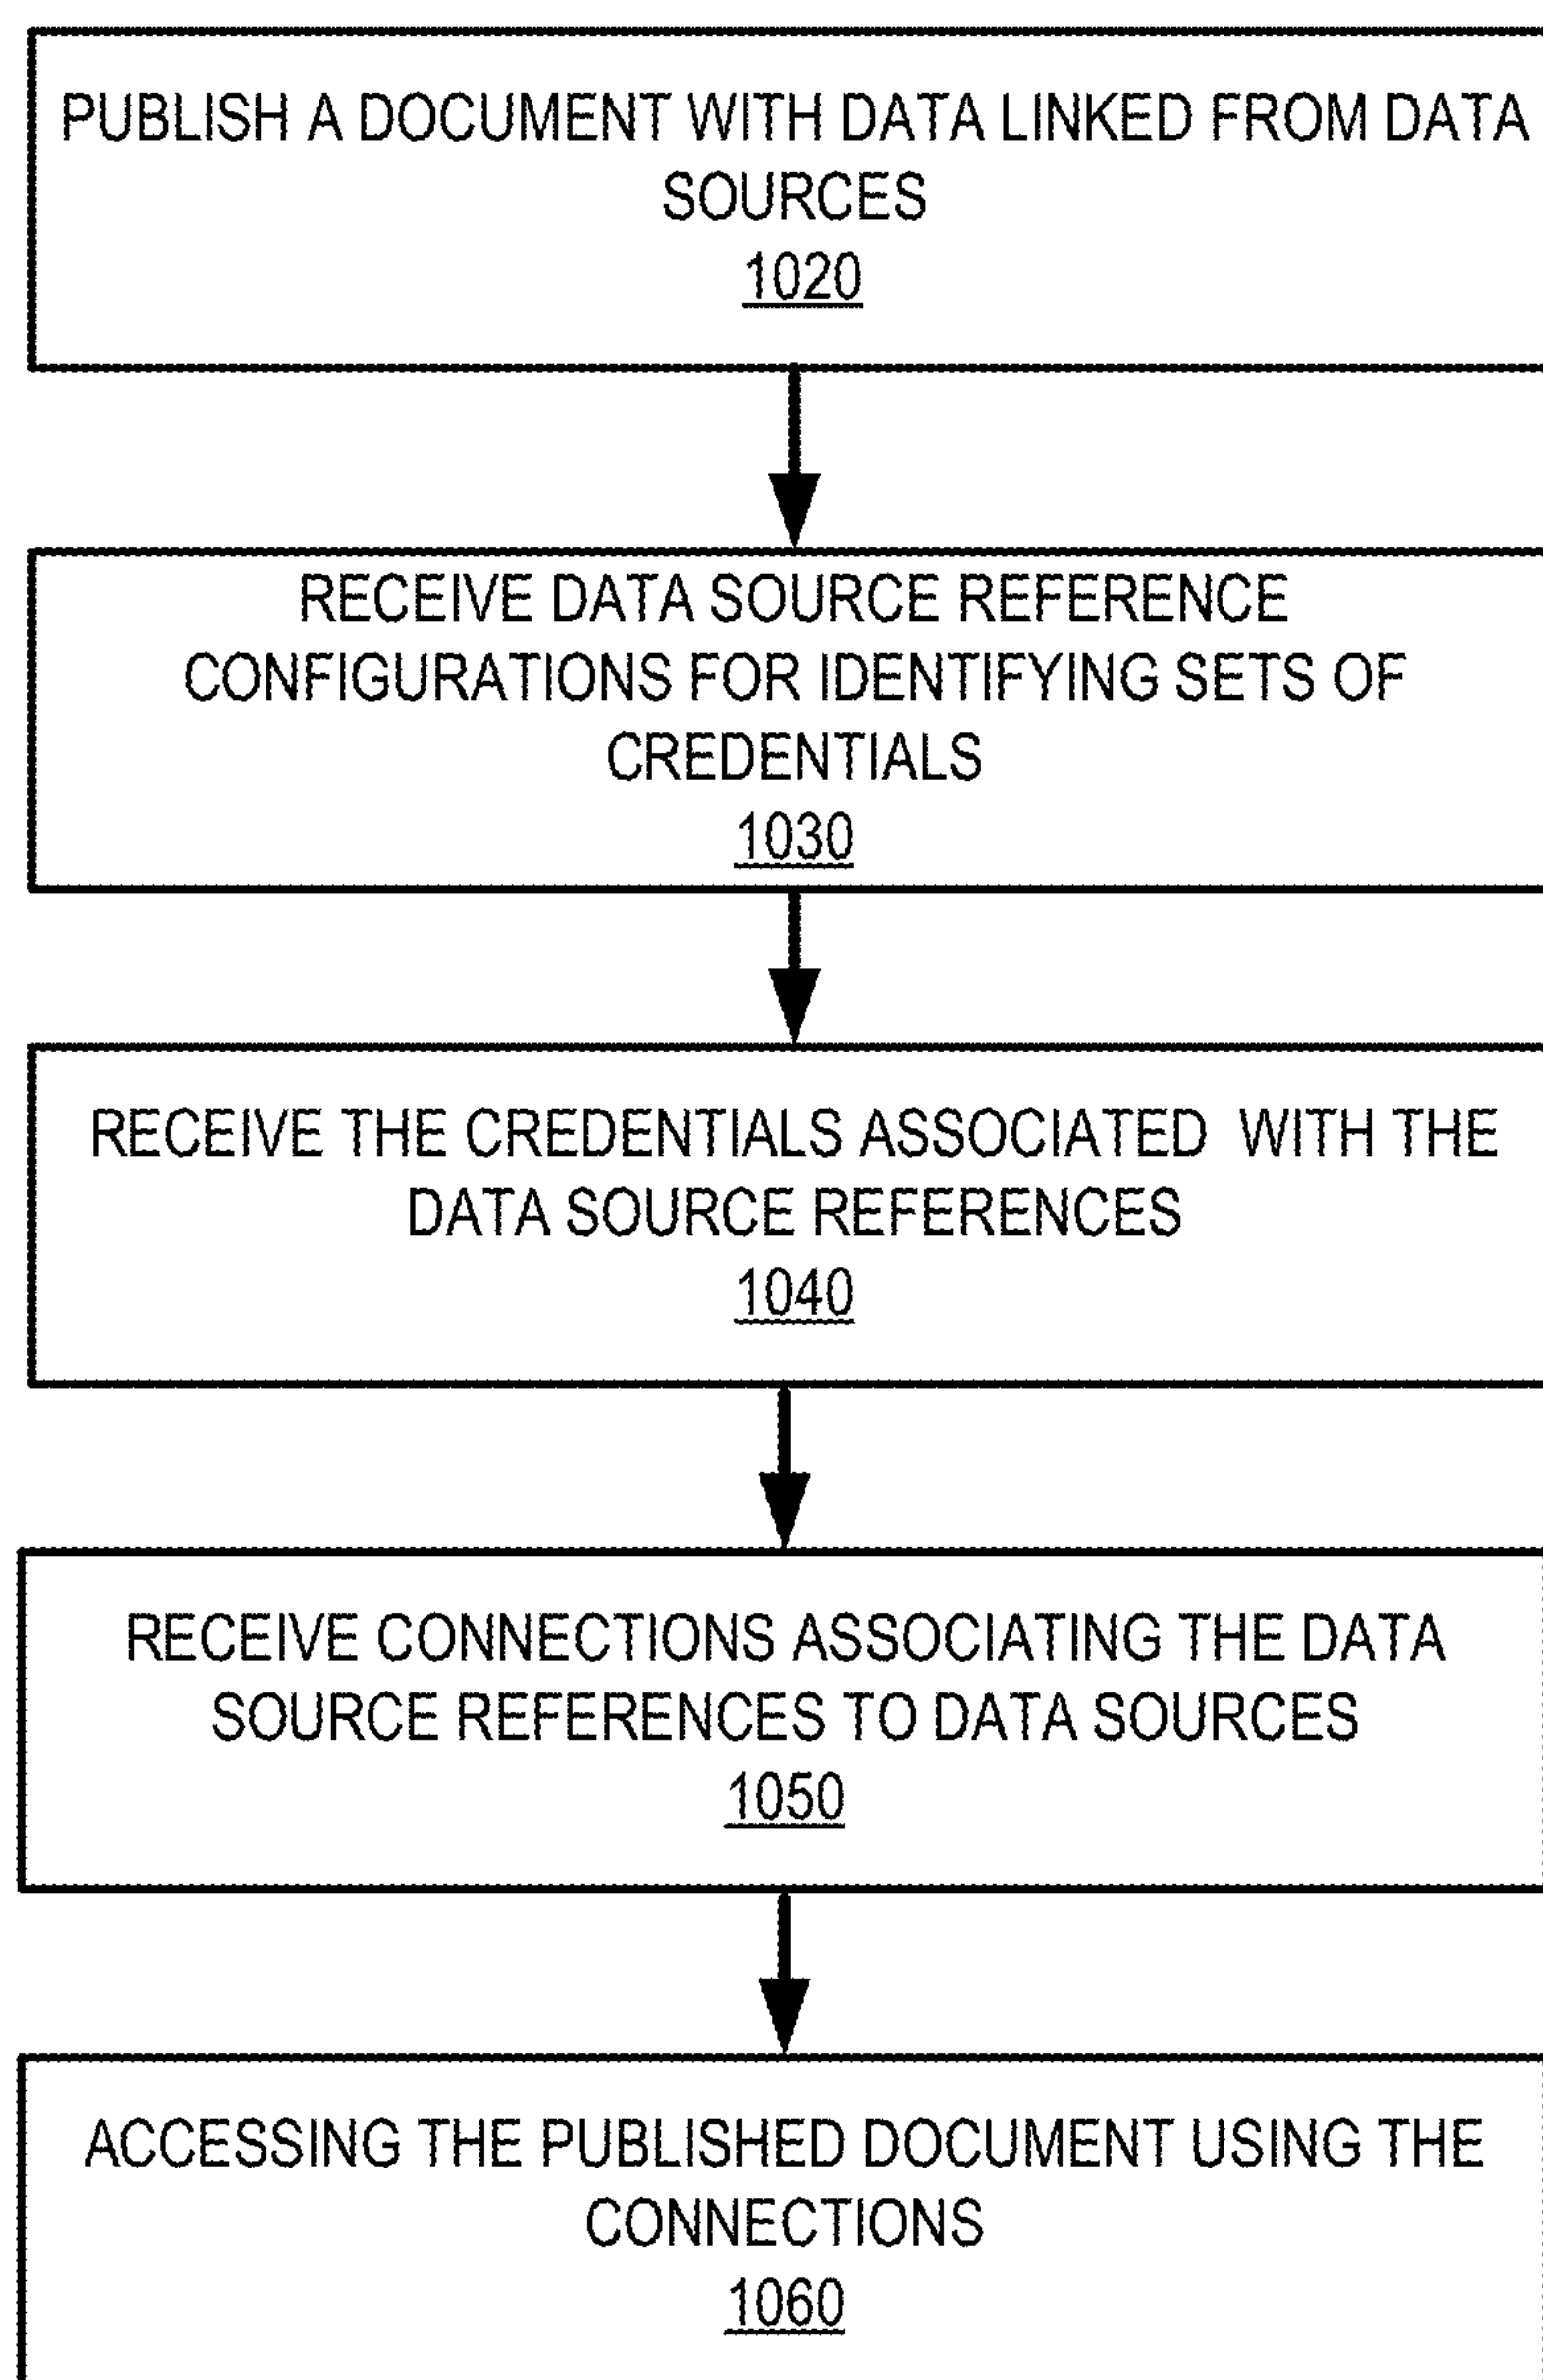 PUBLISH A DOCUMENT WITH DATA LINKED FROM DATA
SOURCES
1020
RECEIVE DATA SOURCE REFERENCE
CONFIGURATIONS FOR IDENTIFYING SETS OF
CREDENTIALS
1030
RECEIVE THE CREDENTIALS ASSOCIATED WITH THE
DATA SOURCE REFERENCES
1040
RECEIVE CONNECTIONS ASSOCIATING THE DATA
SOURCE REFERENCES TO DATA SOURCES
1050
ACCESSING THE PUBLISHED DOCUMENT USING THE
CONNECTIONS
1060